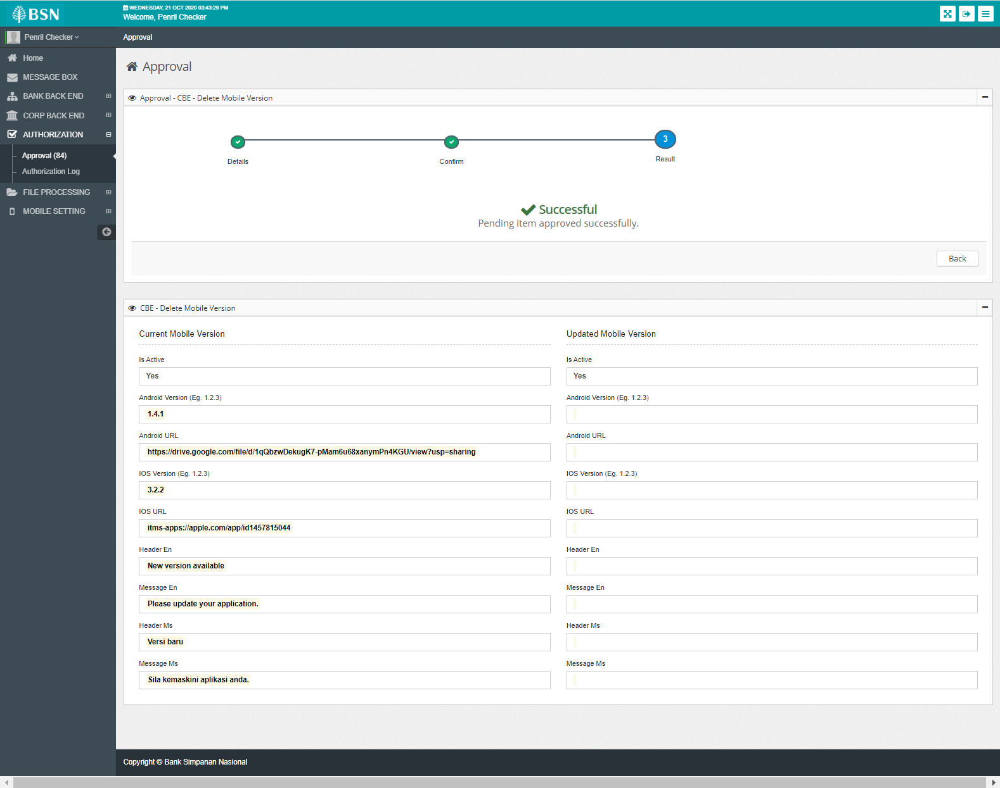 BSN
WEDNESDAY, 21 OCT 2020 03:43:29 PM
Welcome, Penril Checker
Penril Checker
Approval
Home
MESSAGE BOX
BANK BACK END
CORP BACK END
AUTHORIZATION
Approval (84)
Authorization Log
FILE PROCESSING
MOBILE SETTING
Approval
Approval - CBE - Delete Mobile Version
3
Details
Confirm
Result
Successful
Pending item approved successfully.
Back
CBE - Delete Mobile Version
Current Mobile Version
Is Active
Yes
Android Version (Eg. 1.2.3)
1.4.1
Android URL
https://drive.google.com/file/d/1qQbzwDekugK7-pMam6u68xanymPn4KGU/view?usp=sharing
IOS Version (Eg. 1.2.3)
3.2.2
IOS URL
itms-apps://apple.com/app/id1457815044
Header En
New version available
Message En
Please update your application.
Header Ms
Versi baru
Message Ms
Sila kemaskini aplikasi anda.
Updated Mobile Version
Is Active
Yes
Android Version (Eg. 1.2.3)
Android URL
IOS Version (Eg. 1.2.3)
IOS URL
Header En
Message En
Header Ms
Message Ms
Copyright © Bank Simpanan Nasional